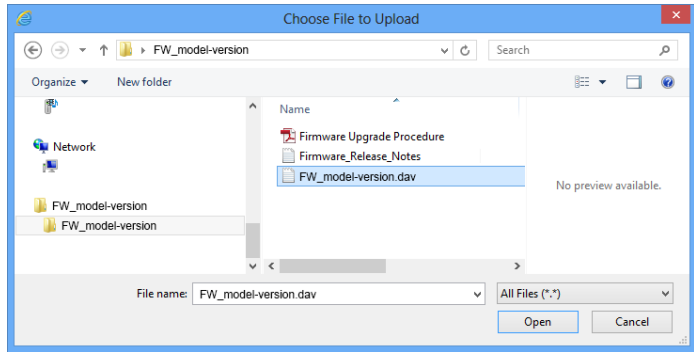 Choose File to Upload
FW_model-version
Search
Organize
New folder
Name
Network
Firmware Upgrade Procedure
Firmware_Release_Notes
FW_model-version.dav
No preview available.
FW_model-version
FW_model-version
File name: FW_model-version.dav
All Files (*.*)
Open
Cancel